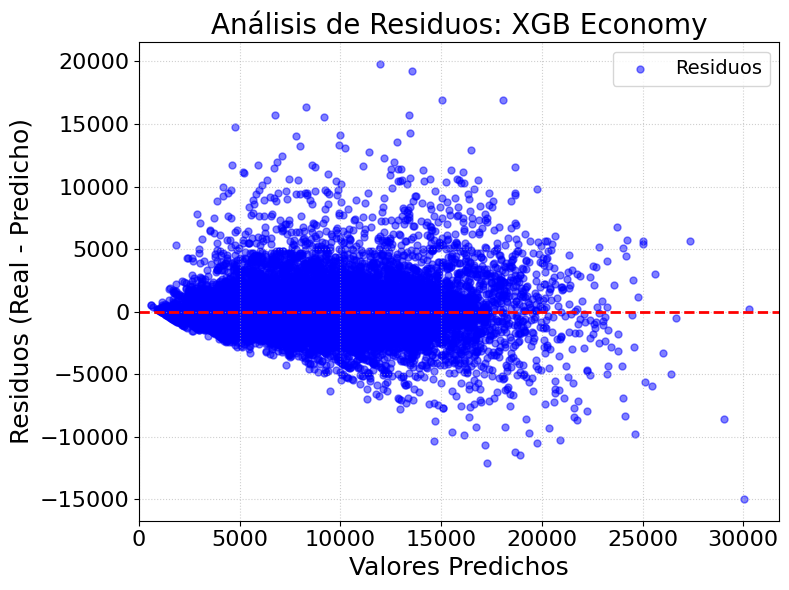 Análisis de Residuos: XGB Economy
Residuos
20000
15000
10000
5000
0
−5000
−10000
−15000
Residuos (Real - Predicho)
0 5000 10000 15000 20000 25000 30000
Valores Predichos